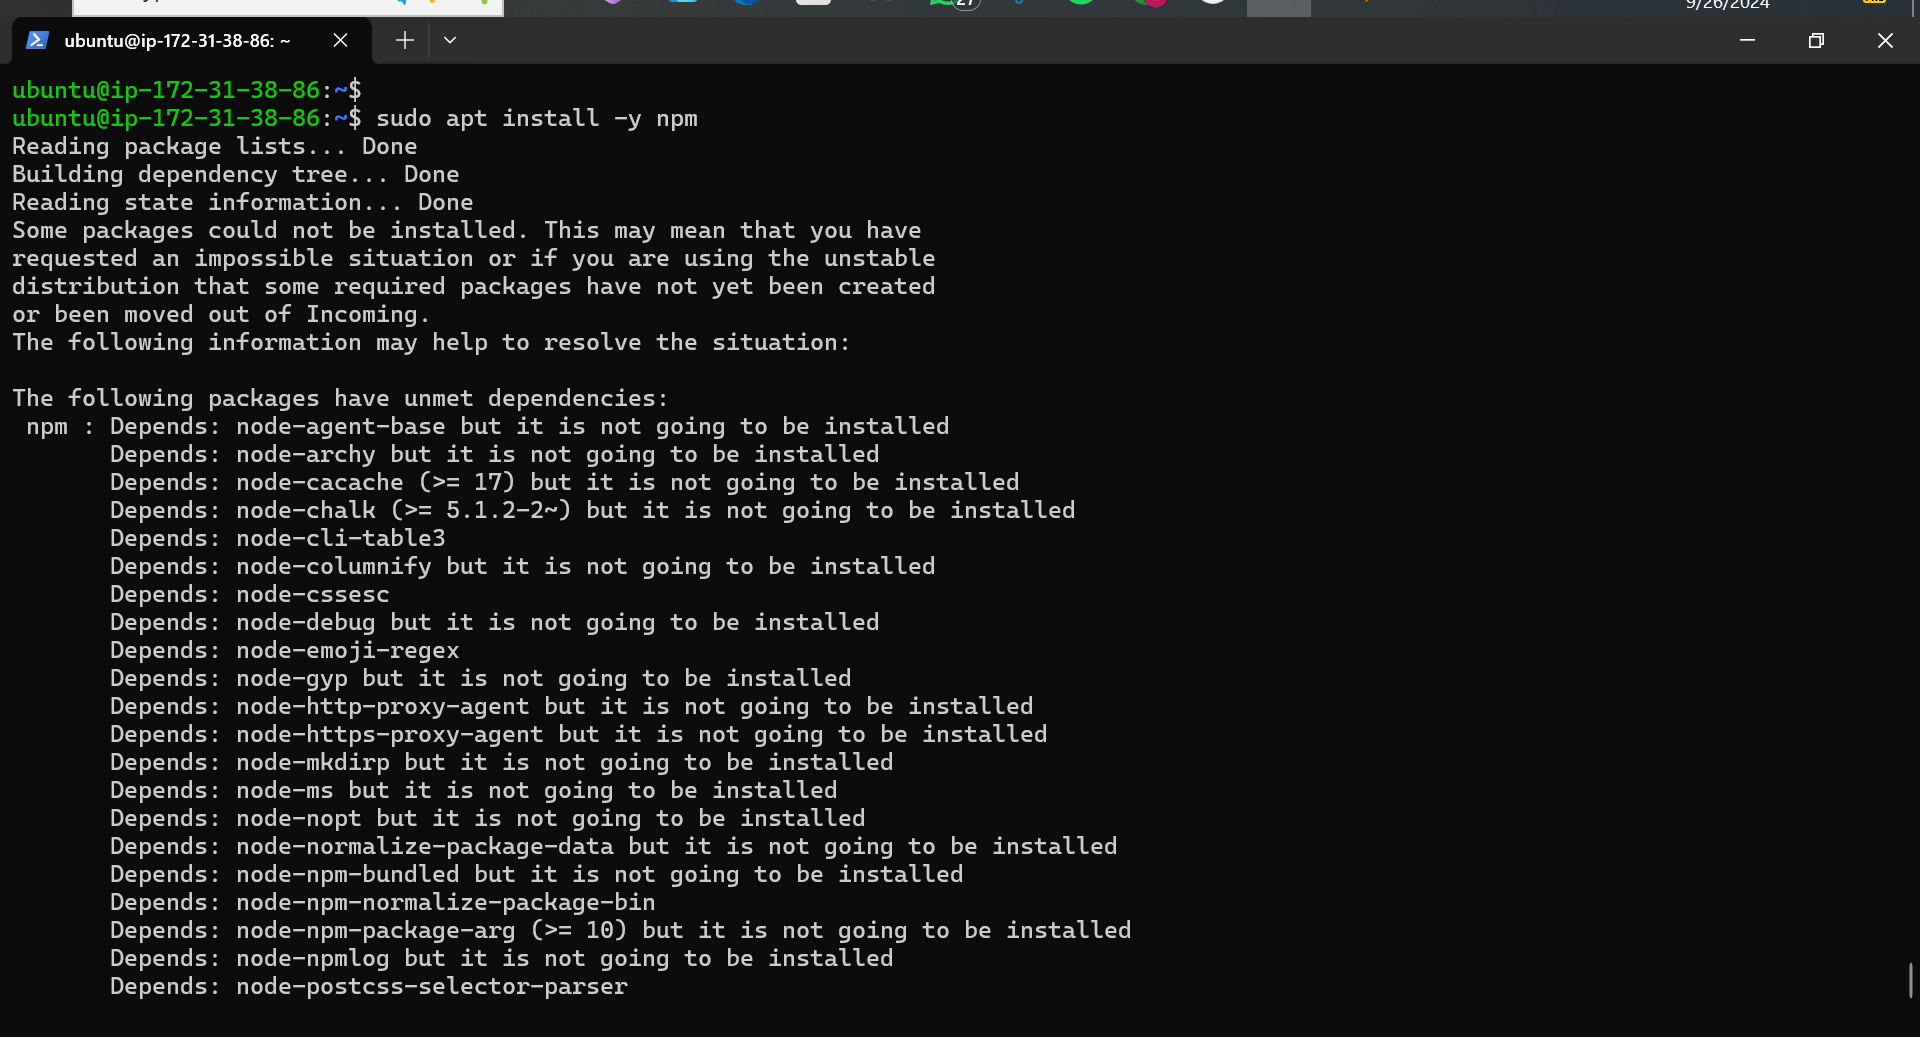 27
9/26/2024
ubuntu@ip-172-31-38-86: ~
ubuntu@ip-172-31-38-86:~$
ubuntu@ip-172-31-38-86:~$ sudo apt install -y npm
Reading package lists... Done
Building dependency tree... Done
Reading state information... Done
Some packages could not be installed. This may mean that you have
requested an impossible situation or if you are using the unstable
distribution that some required packages have not yet been created
or been moved out of Incoming.
The following information may help to resolve the situation:
The following packages have unmet dependencies:
npm : Depends: node-agent-base but it is not going to be installed
Depends: node-archy but it is not going to be installed
Depends: node-cacache (>= 17) but it is not going to be installed
Depends: node-chalk (>= 5.1.2-2~) but it is not going to be installed
Depends: node-cli-table3
Depends: node-columnify but it is not going to be installed
Depends: node-cssesc
Depends: node-debug but it is not going to be installed
Depends: node-emoji-regex
Depends: node-gyp but it is not going to be installed
Depends: node-http-proxy-agent but it is not going to be installed
Depends: node-https-proxy-agent but it is not going to be installed
Depends: node-mkdirp but it is not going to be installed
Depends: node-ms but it is not going to be installed
Depends: node-nopt but it is not going to be installed
Depends: node-normalize-package-data but it is not going to be installed
Depends: node-npm-bundled but it is not going to be installed
Depends: node-npm-normalize-package-bin
Depends: node-npm-package-arg (>= 10) but it is not going to be installed
Depends: node-npmlog but it is not going to be installed
Depends: node-postcss-selector-parser